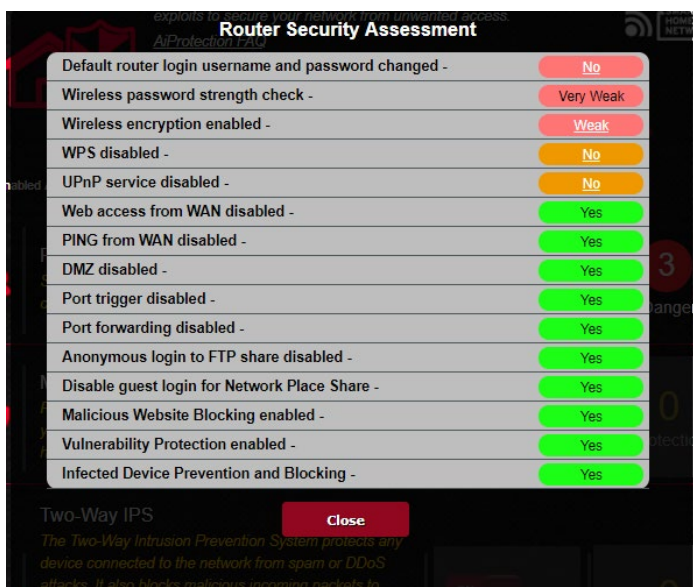 exploits to secure your network from unwanted access.
Router Security Assessment
AiProtection FAQ
HOME
NETW
Default router login username and password changed - No
Wireless password strength check - Very Weak
Wireless encryption enabled - Weak
WPS disabled - No
nabled
UPnP service disabled - No
Web access from WAN disabled - Yes
PING from WAN disabled - Yes
DMZ disabled - Yes
3
Port trigger disabled - Yes
Danger
Port forwarding disabled - Yes
Anonymous login to FTP share disabled - Yes
Disable guest login for Network Place Share - Yes
Malicious Website Blocking enabled - Yes
0
Vulnerability Protection enabled - Yes
Infected Device Prevention and Blocking - Yes
Two-Way IPS
Close
The Two-Way Intrusion Prevention System protects any
device connected to the network from spam or DDoS
attacks. It also blocks malicious incoming packets to